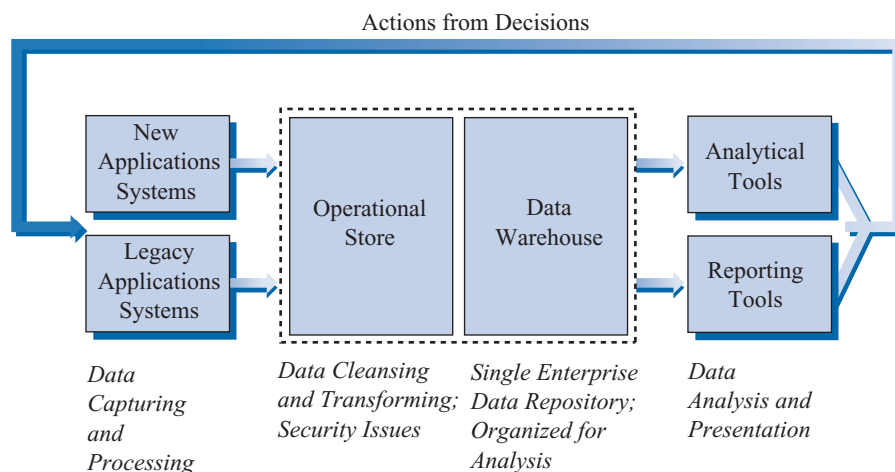 Actions from Decisions
New
Applications
Systems
Legacy
Applications
Systems
Operational
Store
Data
Warehouse
Analytical
Tools
Reporting
Tools
Data
Capturing
and
Processing
Data Cleansing
and Transforming;
Security Issues
Single Enterprise
Data Repository;
Organized for
Analysis
Data
Analysis and
Presentation